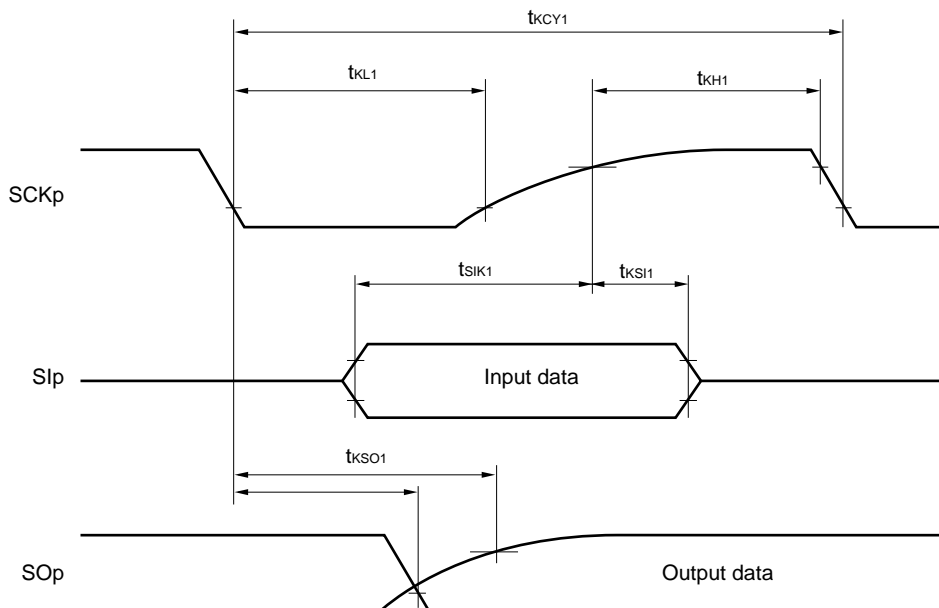 tKCY1
tKL1
tKH1
SCKp
tSIK1
tKSI1
SIp
Input data
tKSO1
SOp
Output data